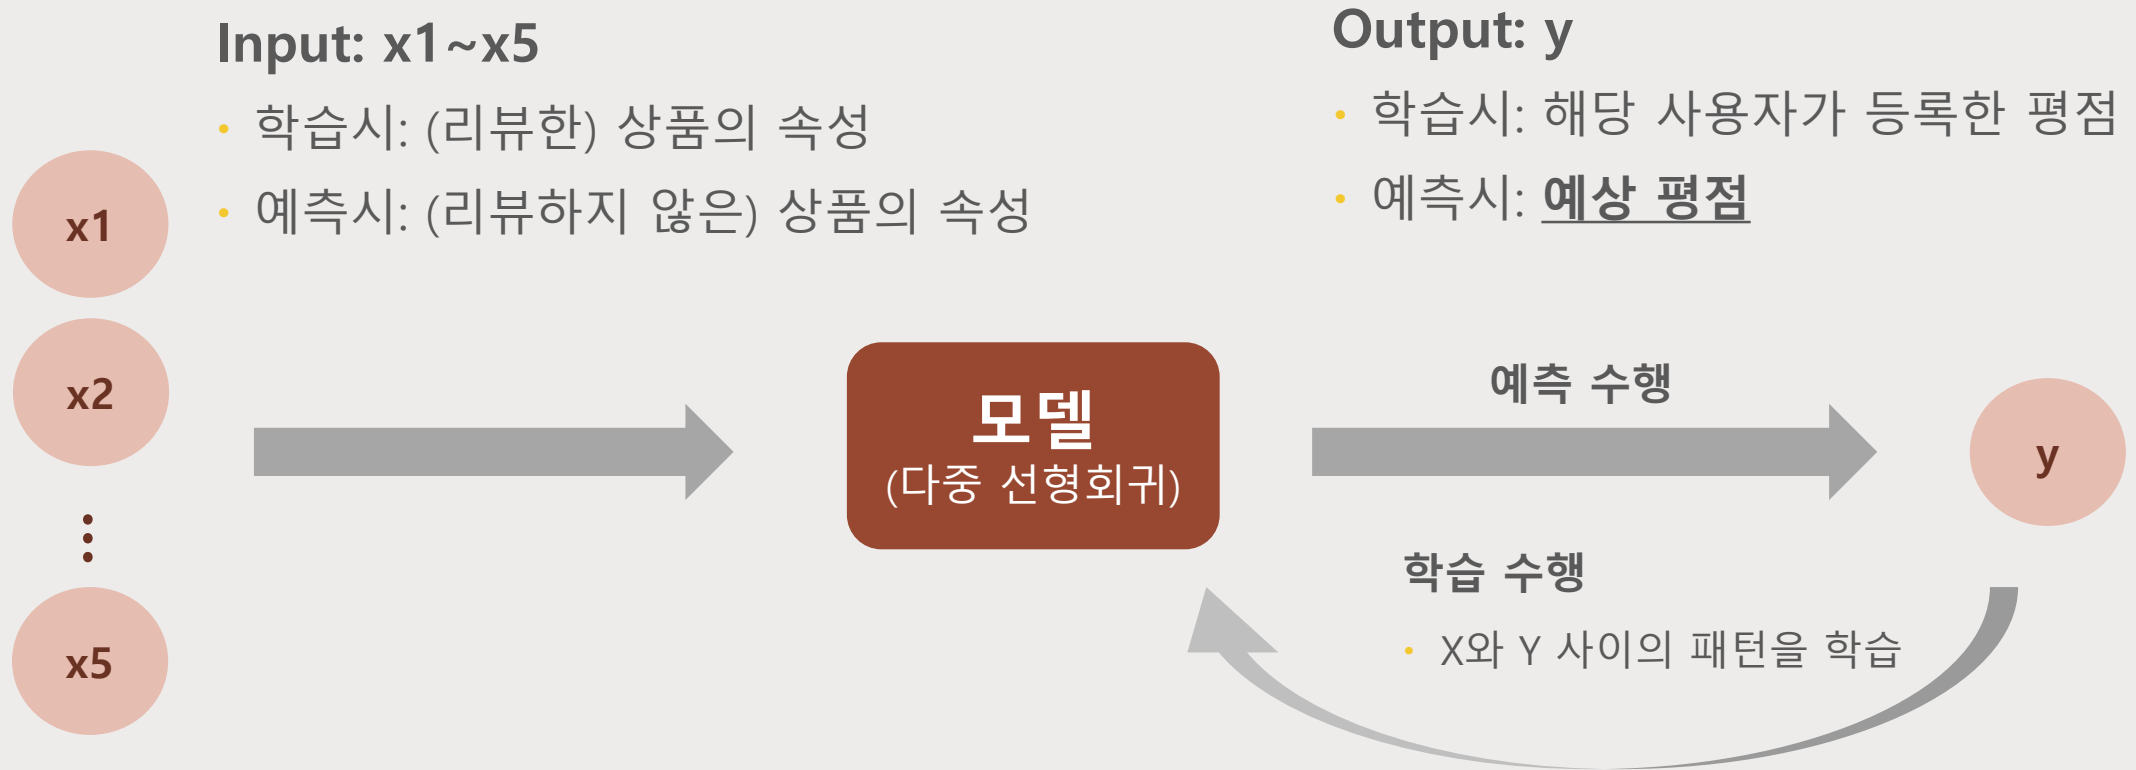 Input: x1~x5
• 학습시: (리뷰한) 상품의 속성
• 예측시: (리뷰하지 않은) 상품의 속성
Output: y
• 학습시: 해당 사용자가 등록한 평점
• 예측시: 예상 평점
x1
x2
x5
모델
(다중 선형회귀)
예측 수행
y
학습 수행
• X와 Y 사이의 패턴을 학습